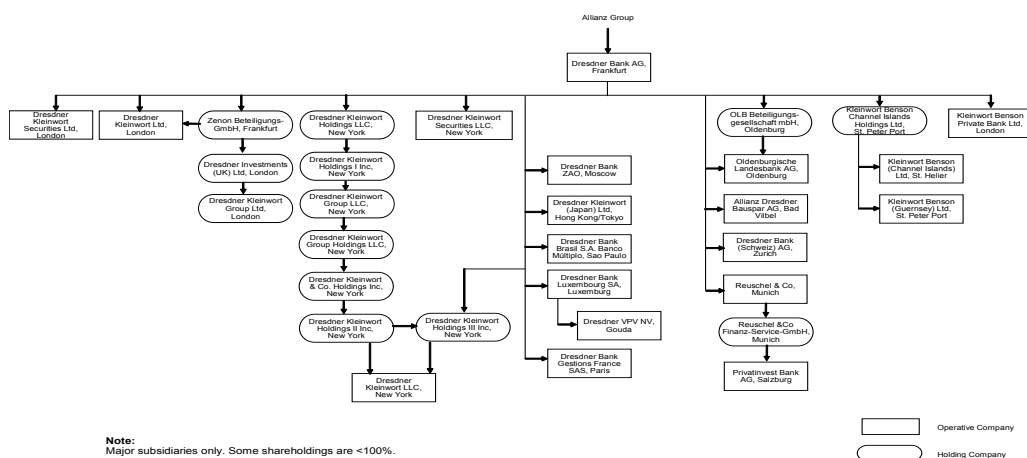 Allianz Group
Dresdner Bank AG,
Frankfurt
Dresdner
Kleinwort
Securities Ltd,
London
Dresdner
Kleinwort Ltd,
London
Zenon Beteiligungs-
GmbH, Frankfurt
Dresdner Kleinwort
Holdings LLC,
New York
Dresdner Kleinwort
Securities LLC,
New York
OLB Beteiligungs-
gesellschaft mbH,
Oldenburg
Kleinwort Benson
Channel Islands
Holdings Ltd,
St. Peter Port
Kleinwort Benson
Private Bank Ltd,
London
Dresdner Investments
(UK) Ltd, London
Dresdner Kleinwort
Group Ltd,
London
Dresdner Kleinwort
Holdings I Inc,
New York
Dresdner Kleinwort
Group LLC,
New York
Dresdner Kleinwort
Group Holdings LLC,
New York
Dresdner Kleinwort
& Co. Holdings Inc,
New York
Dresdner Kleinwort
Holdings II Inc,
New York
Dresdner Kleinwort
Holdings III Inc,
New York
Dresdner
Kleinwort LLC,
New York
Dresdner Bank
ZAO, Moscow
Dresdner Kleinwort
(Japan) Ltd,
Hong Kong/Tokyo
Dresdner Bank
Brasil S.A. Banco
Múltiplo, Sao Paulo
Dresdner Bank
Luxembourg SA,
Luxemburg
Dresdner VPV NV,
Gouda
Dresdner Bank
Gestions France
SAS, Paris
Oldenburgische
Landesbank AG,
Oldenburg
Allianz Dresdner
Bauspar AG, Bad
Vilbel
Dresdner Bank
(Schweiz) AG,
Zurich
Reuschel & Co,
Munich
Reuschel &Co
Finanz-Service-GmbH,
Munich
Privatinvest Bank
AG, Salzburg
Kleinwort Benson
(Channel Islands)
Ltd, St. Helier
Kleinwort Benson
(Guernsey) Ltd,
St. Peter Port
Note:
Major subsidiaries only. Some shareholdings are <100%.
Operative Company
Holding Company